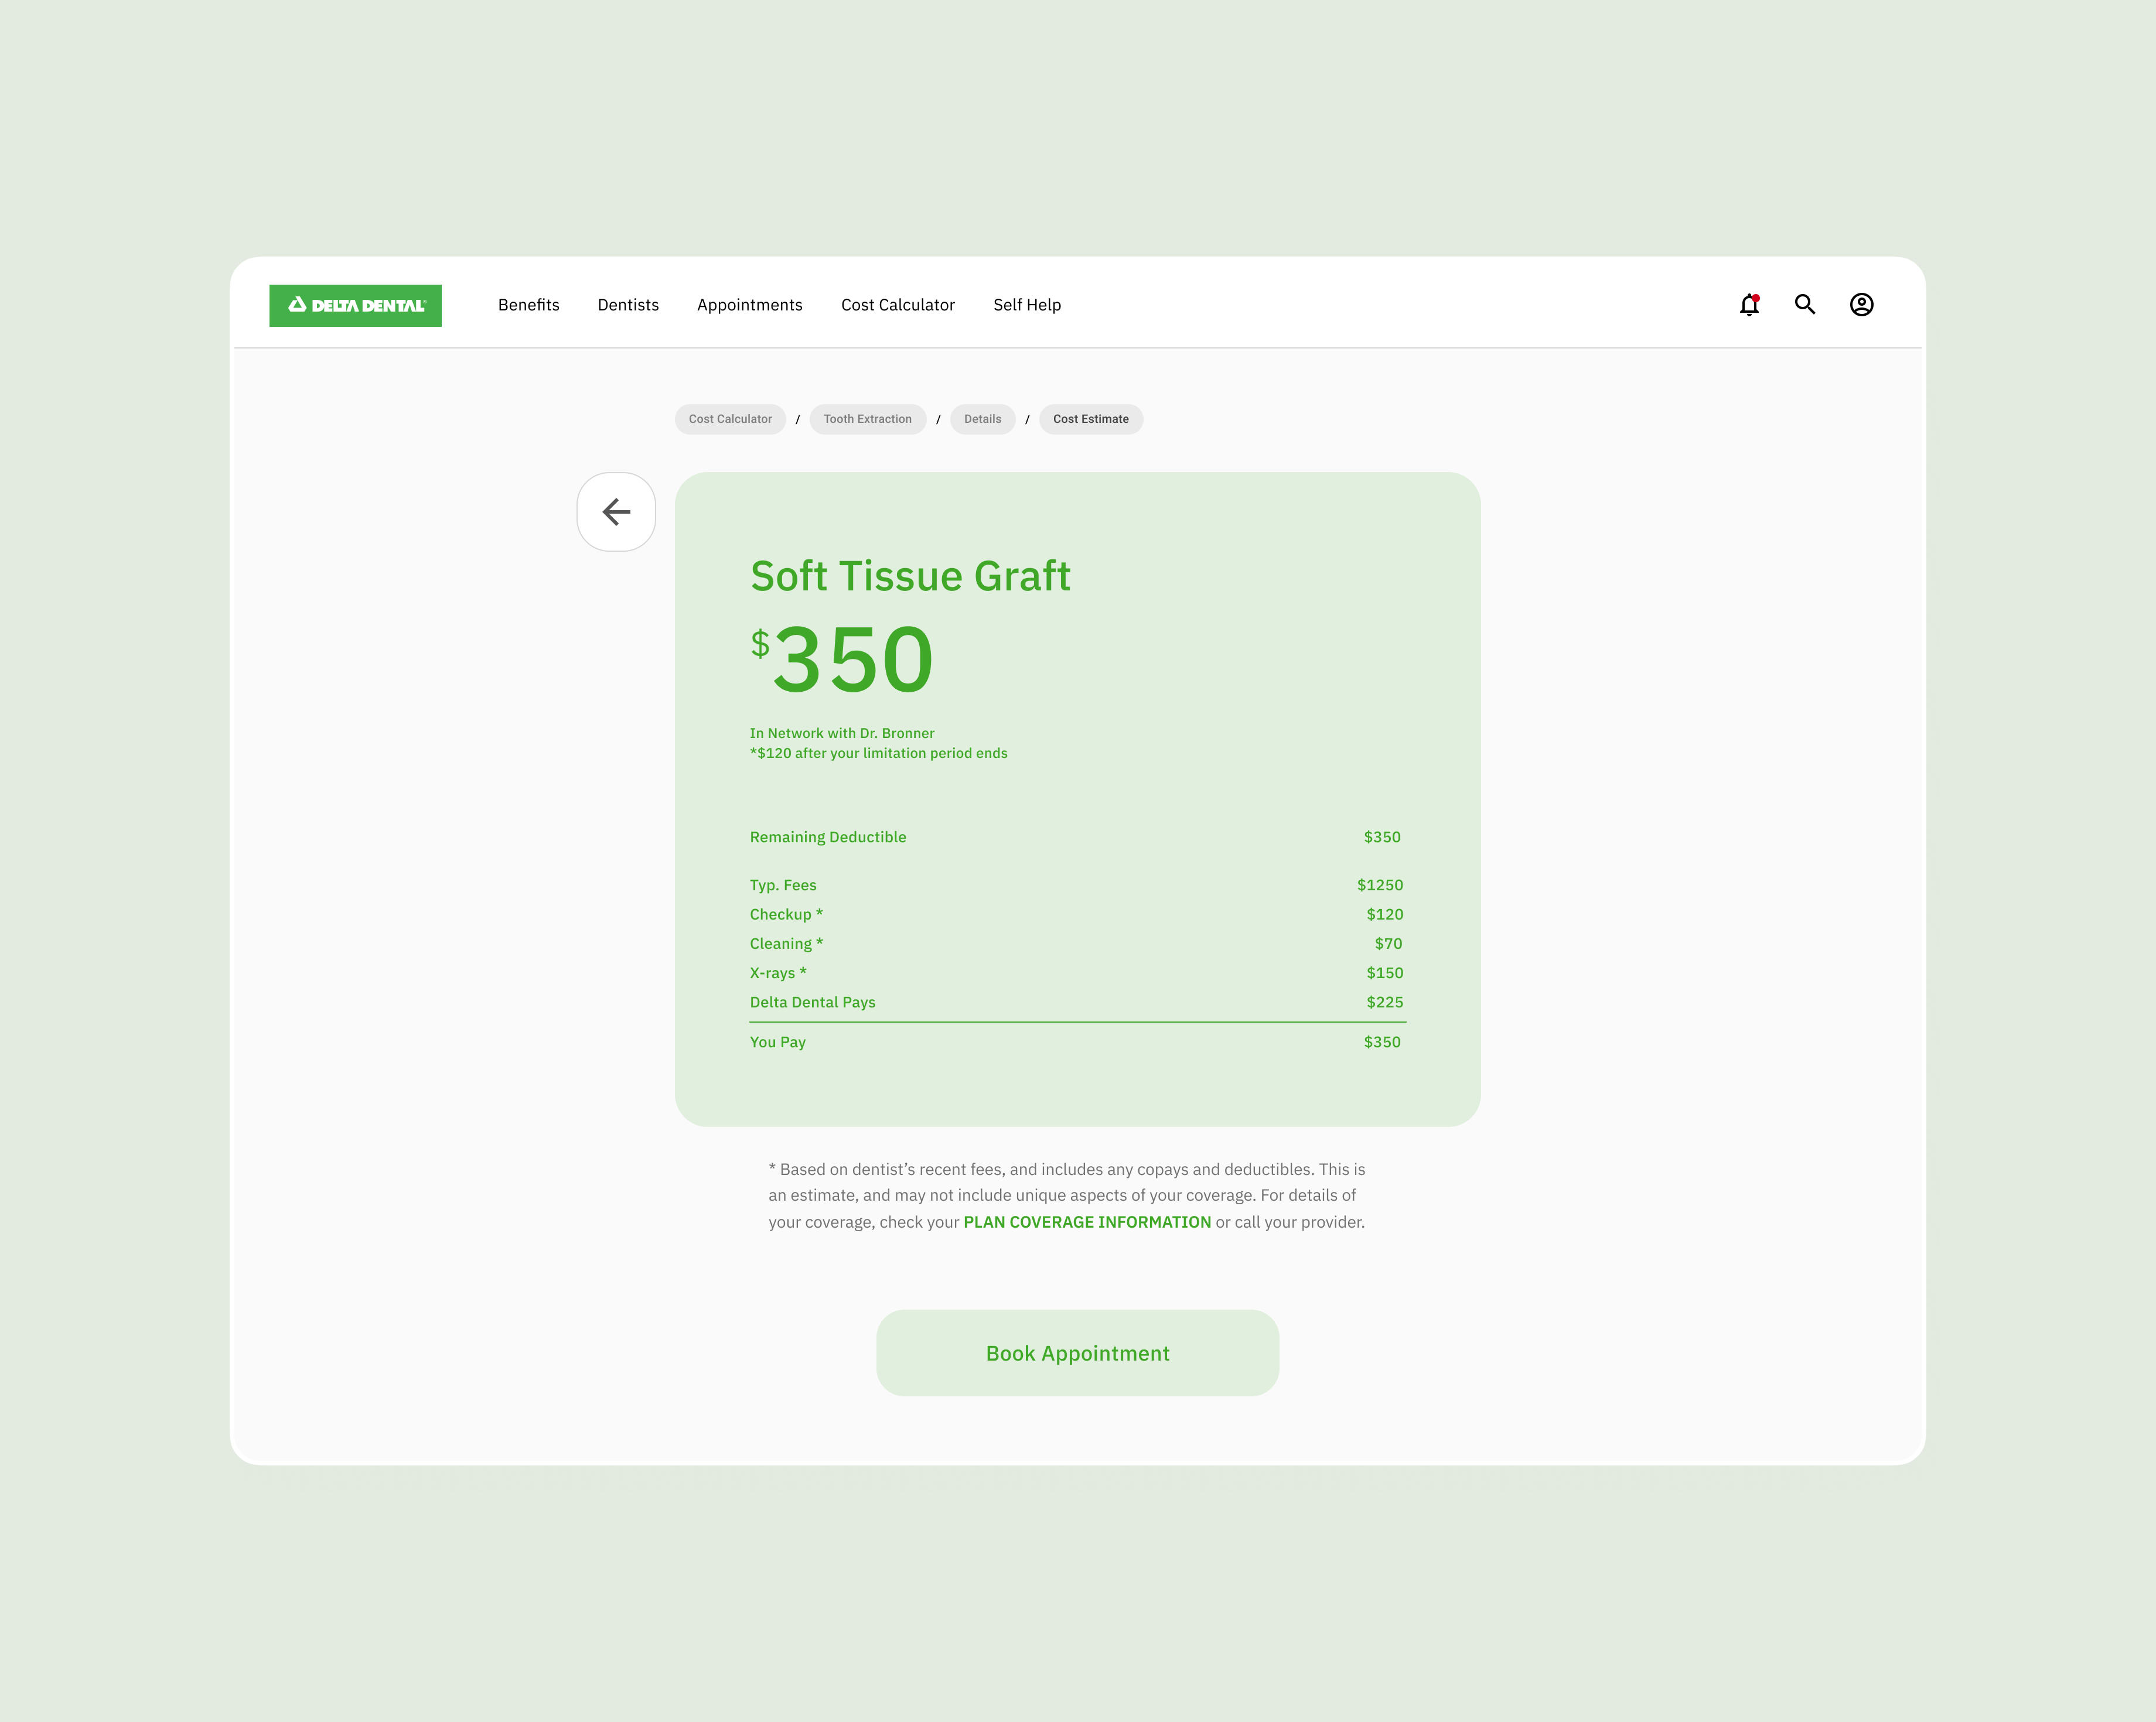 DELTA DENTAL
Benefits Dentists Appointments Cost Calculator Self Help
Cost Calculator / Tooth Extraction / Details / Cost Estimate
Soft Tissue Graft
$350
In Network with Dr. Bronner
*$120 after your limitation period ends
Remaining Deductible $350
Typ. Fees $1250
Checkup * $120
Cleaning * $70
X-rays * $150
Delta Dental Pays $225
You Pay $350
* Based on dentist’s recent fees, and includes any copays and deductibles. This is
an estimate, and may not include unique aspects of your coverage. For details of
your coverage, check your PLAN COVERAGE INFORMATION or call your provider.
Book Appointment